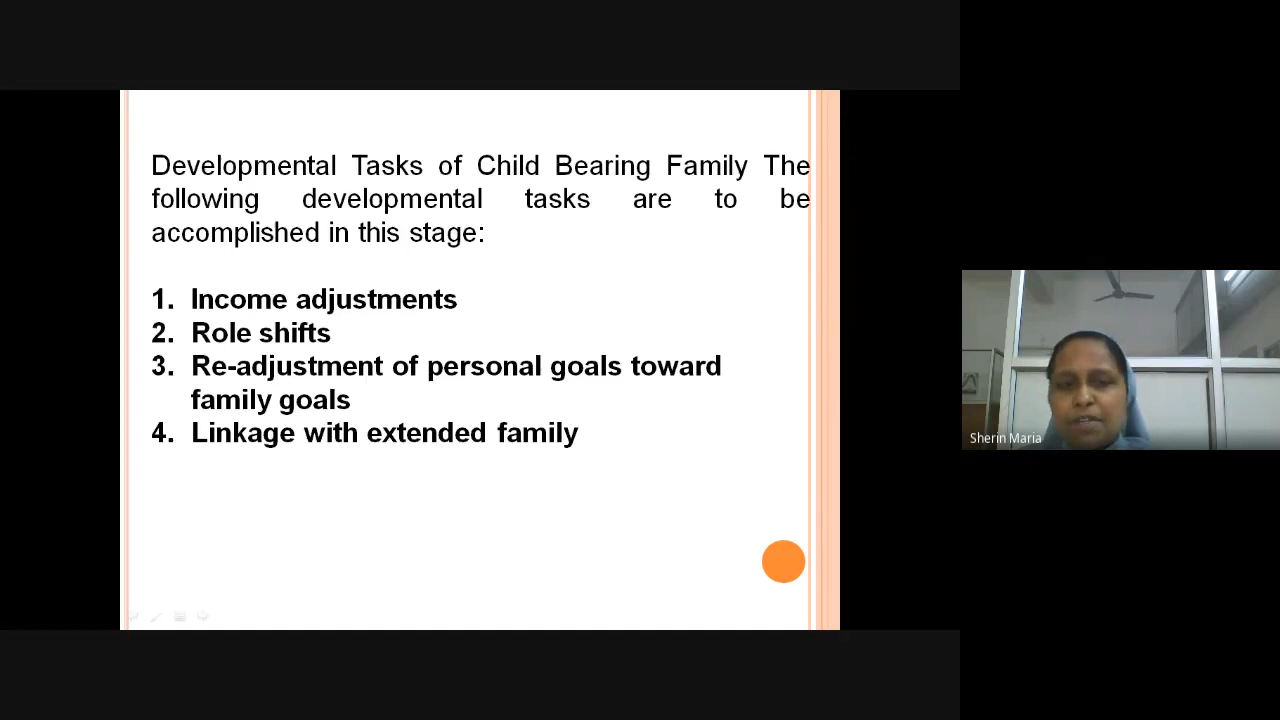 Developmental Tasks of Child Bearing Family The
following developmental tasks are to be
accomplished in this stage:
1. Income adjustments
2. Role shifts
3. Re-adjustment of personal goals toward
family goals
4. Linkage with extended family
Sherin Maria